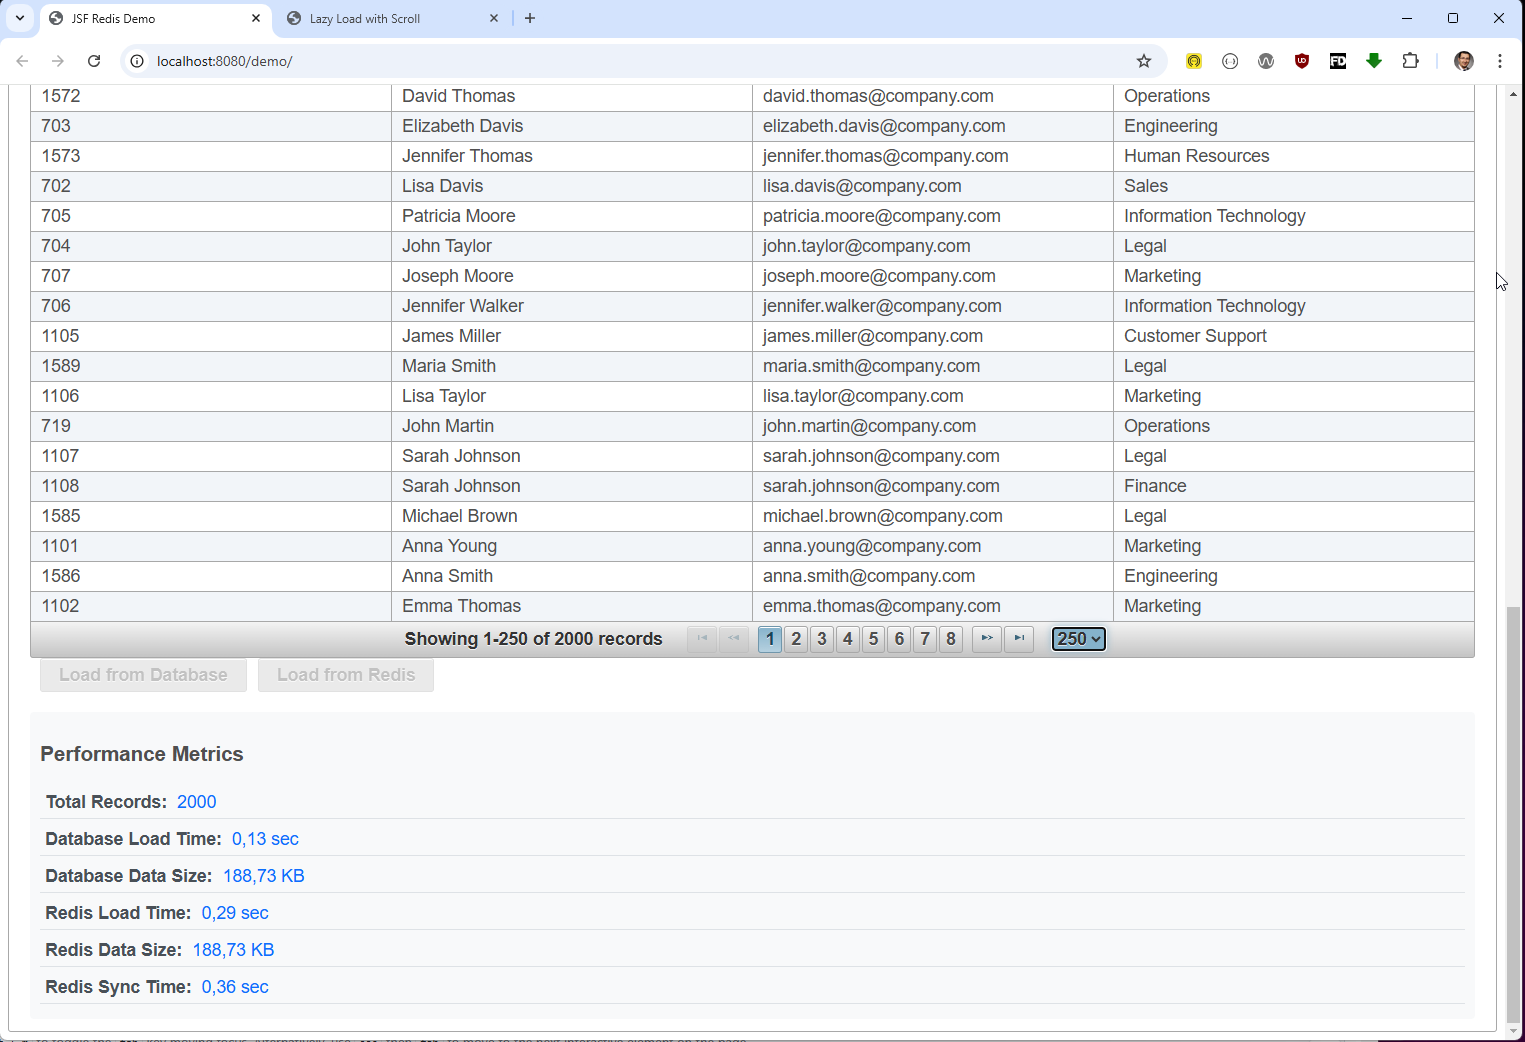 JSF Redis Demo
Lazy Load with Scroll
localhost:8080/demo/
1572 David Thomas david.thomas@company.com Operations
703 Elizabeth Davis elizabeth.davis@company.com Engineering
1573 Jennifer Thomas jennifer.thomas@company.com Human Resources
702 Lisa Davis lisa.davis@company.com Sales
705 Patricia Moore patricia.moore@company.com Information Technology
704 John Taylor john.taylor@company.com Legal
707 Joseph Moore joseph.moore@company.com Marketing
706 Jennifer Walker jennifer.walker@company.com Information Technology
1105 James Miller james.miller@company.com Customer Support
1589 Maria Smith maria.smith@company.com Legal
1106 Lisa Taylor lisa.taylor@company.com Marketing
719 John Martin john.martin@company.com Operations
1107 Sarah Johnson sarah.johnson@company.com Legal
1108 Sarah Johnson sarah.johnson@company.com Finance
1585 Michael Brown michael.brown@company.com Legal
1101 Anna Young anna.young@company.com Marketing
1586 Anna Smith anna.smith@company.com Engineering
1102 Emma Thomas emma.thomas@company.com Marketing
Showing 1-250 of 2000 records 1 2 3 4 5 6 7 8 250
Load from Database Load from Redis
Performance Metrics
Total Records: 2000
Database Load Time: 0,13 sec
Database Data Size: 188,73 KB
Redis Load Time: 0,29 sec
Redis Data Size: 188,73 KB
Redis Sync Time: 0,36 sec